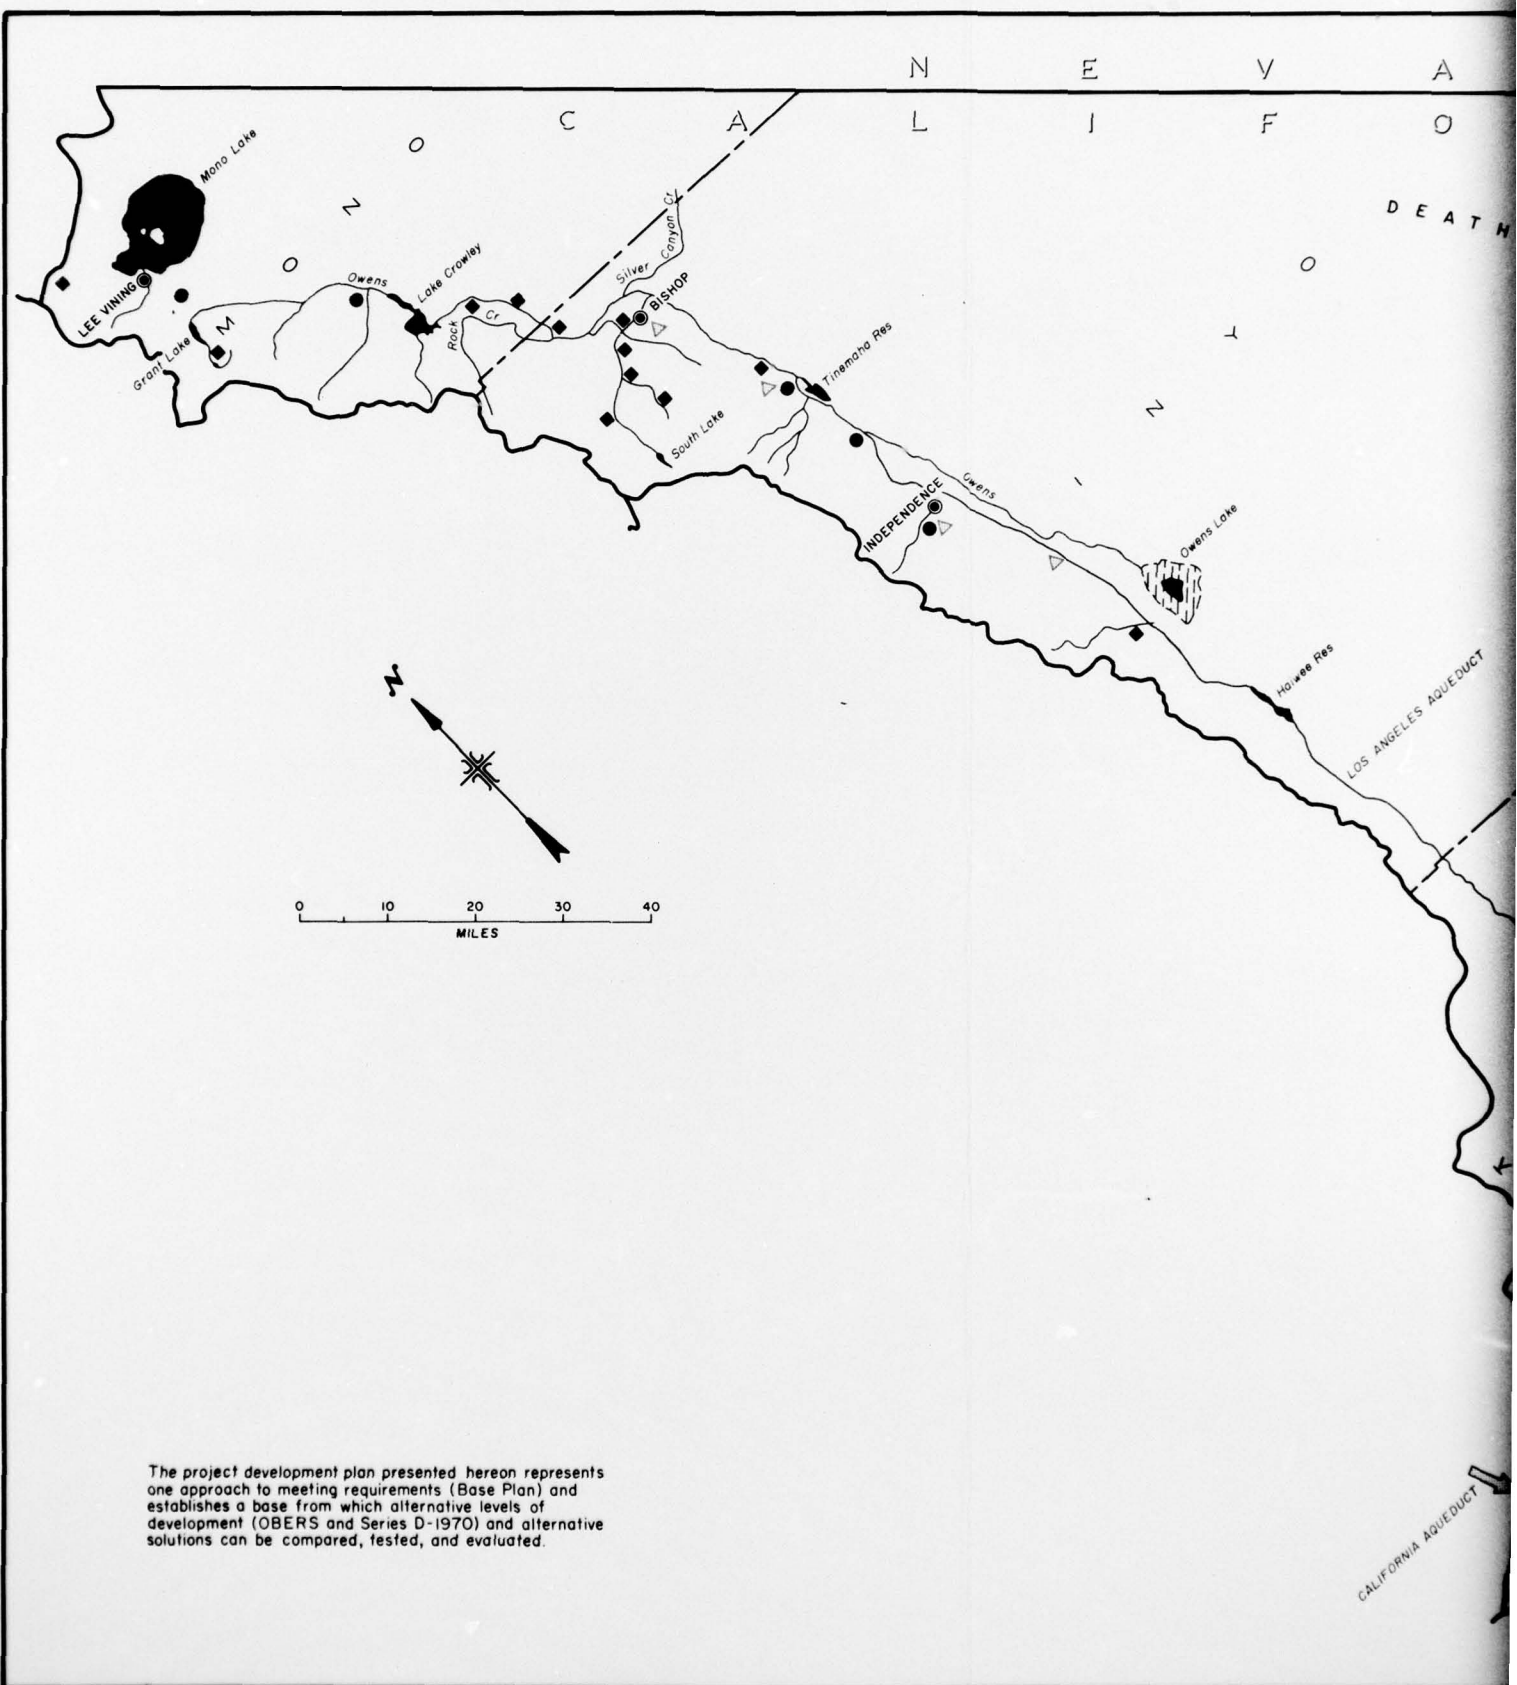 N E V A
C A L I F O
M O N O
I N Y O
DEATH
Mono Lake
LEE VINING
Grant Lake
Owens
Lake Crowley
Rock Cr
Silver Canyon Cr
BISHOP
Tinemaha Res
South Lake
INDEPENDENCE
Owens
Owens Lake
Haiwee Res
LOS ANGELES AQUEDUCT
N
0 10 20 30 40
MILES
K
The project development plan presented hereon represents
one approach to meeting requirements (Base Plan) and
establishes a base from which alternative levels of
development (OBERS and Series D-1970) and alternative
solutions can be compared, tested, and evaluated.
CALIFORNIA AQUEDUCT